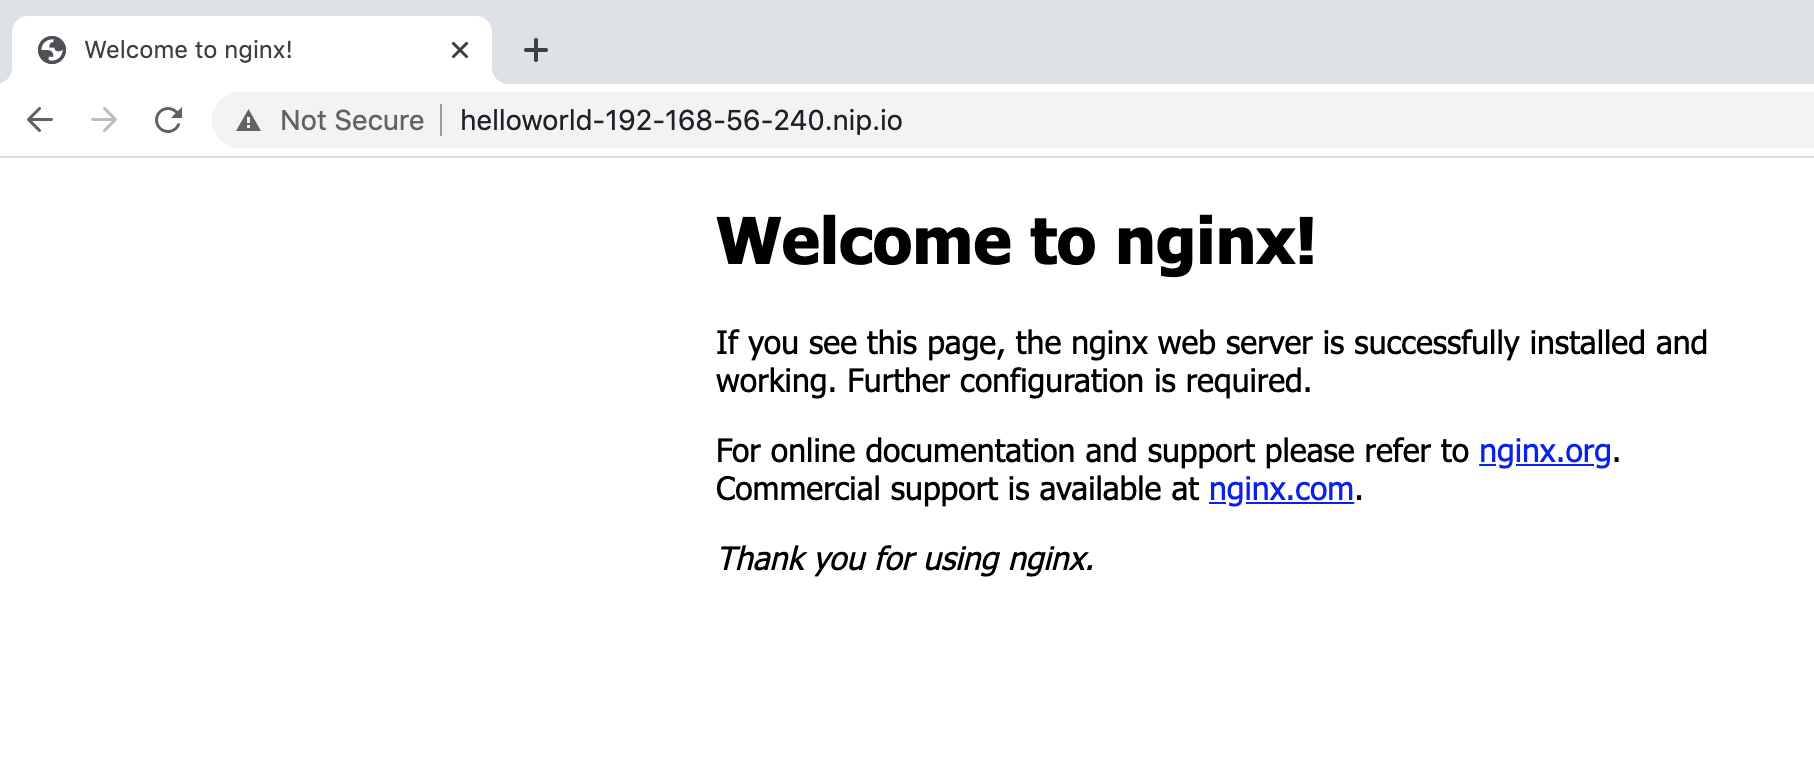 Welcome to nginx!
Not Secure | helloworld-192-168-56-240.nip.io
Welcome to nginx!
If you see this page, the nginx web server is successfully installed and
working. Further configuration is required.
For online documentation and support please refer to nginx.org.
Commercial support is available at nginx.com.
Thank you for using nginx.